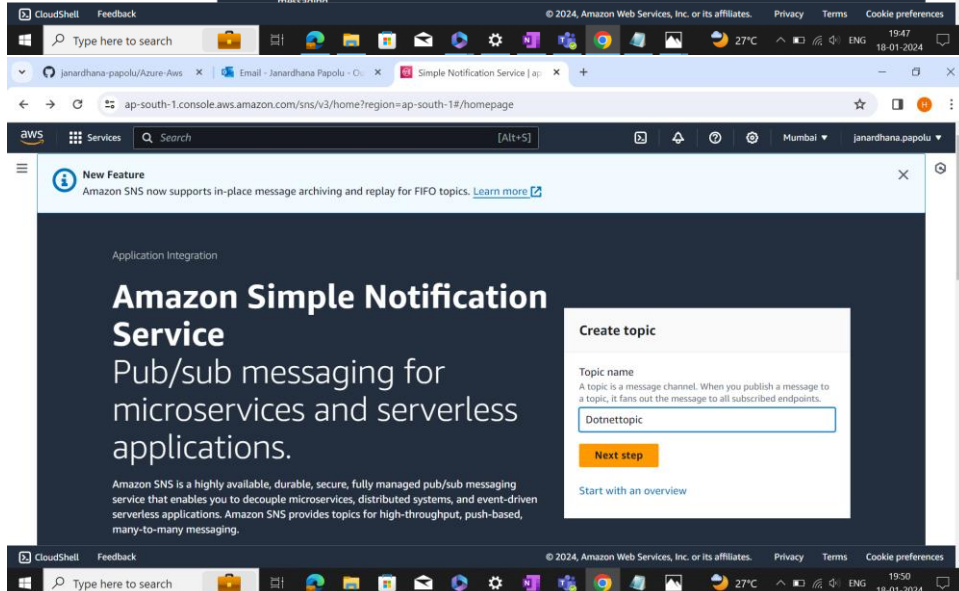 messaging
CloudShell Feedback © 2024, Amazon Web Services, Inc. or its affiliates. Privacy Terms Cookie preferences
Type here to search 27°C ENG 19:47
18-01-2024
janardhana-papolu/Azure-Aws Email - Janardhana Papolu - Ou Simple Notification Service | ap
ap-south-1.console.aws.amazon.com/sns/v3/home?region=ap-south-1#/homepage
aws Services Search [Alt+S] Mumbai janardhana.papolu
New Feature
Amazon SNS now supports in-place message archiving and replay for FIFO topics. Learn more
Application Integration
Amazon Simple Notification
Service
Pub/sub messaging for
microservices and serverless
applications.
Amazon SNS is a highly available, durable, secure, fully managed pub/sub messaging
service that enables you to decouple microservices, distributed systems, and event-driven
serverless applications. Amazon SNS provides topics for high-throughput, push-based,
many-to-many messaging.
Create topic
Topic name
A topic is a message channel. When you publish a message to
a topic, it fans out the message to all subscribed endpoints.
Dotnettopic
Next step
Start with an overview
CloudShell Feedback © 2024, Amazon Web Services, Inc. or its affiliates. Privacy Terms Cookie preferences
Type here to search 27°C ENG 19:50
18-01-2024